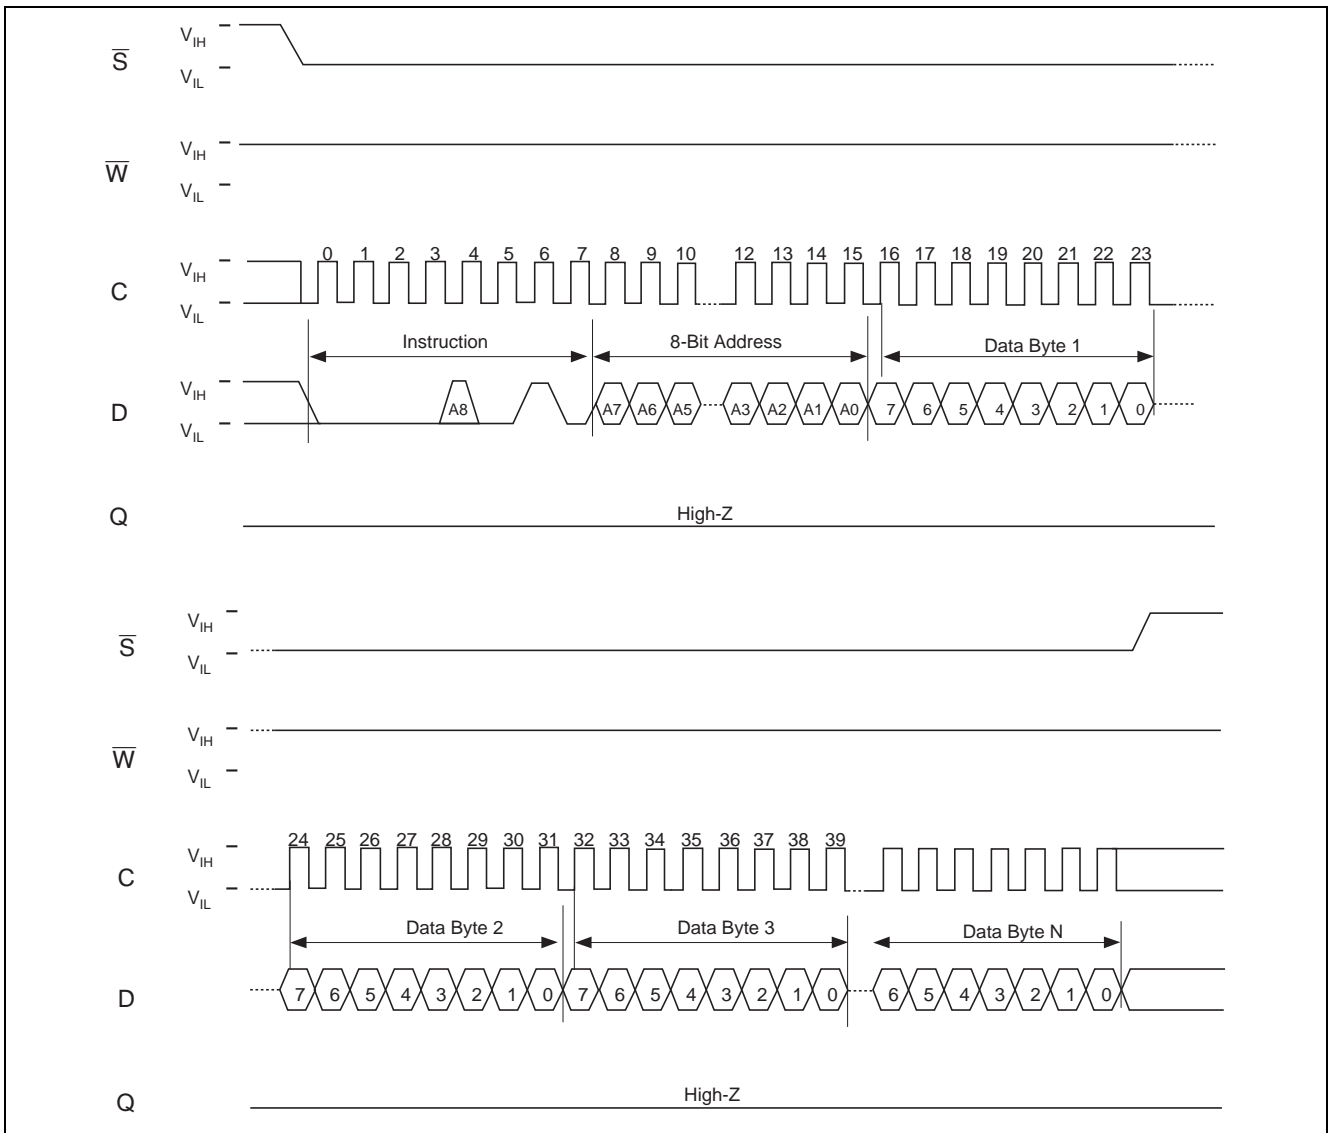 VIH
S̅
VIL
VIH
W̅
VIL
0 1 2 3 4 5 6 7 8 9 10 12 13 14 15 16 17 18 19 20 21 22 23
VIH
C
VIL
Instruction 8-Bit Address Data Byte 1
VIH
D A8 A7 A6 A5 A3 A2 A1 A0 7 6 5 4 3 2 1 0
VIL
Q High-Z
VIH
S̅
VIL
VIH
W̅
VIL
24 25 26 27 28 29 30 31 32 33 34 35 36 37 38 39
VIH
C
VIL
Data Byte 2 Data Byte 3 Data Byte N
D 7 6 5 4 3 2 1 0 7 6 5 4 3 2 1 0 6 5 4 3 2 1 0
Q High-Z